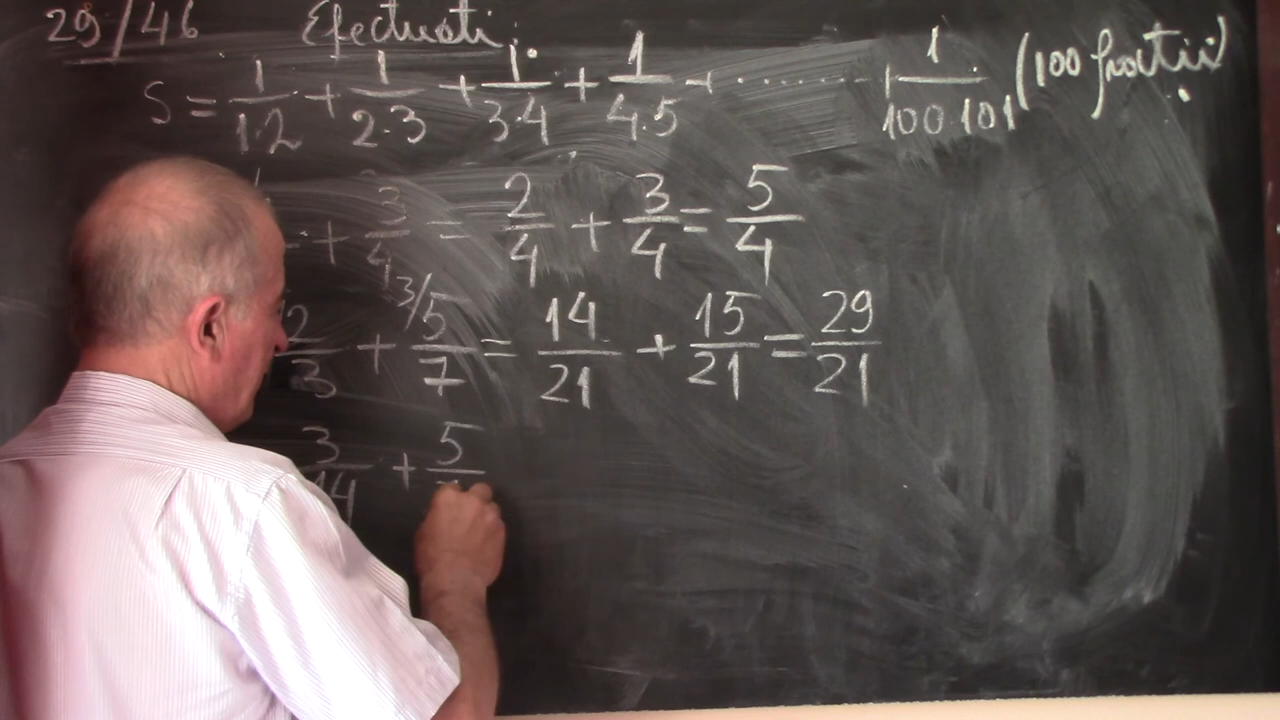 29/46 Efectuati:
S = 1/1·2 + 1/2·3 + 1/3·4 + 1/4·5 + ········ + 1/100·101 (100 fractii)
+ 3/4 = 2/4 + 3/4 = 5/4
2/3 + 3/ 5/7 = 14/21 + 15/21 = 29/21
3/14 + 5/